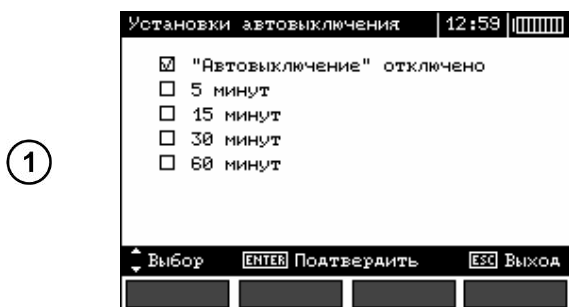 Установки автовыключения 12:59
"Автовыключение" отключено
5 минут
15 минут
30 минут
60 минут
1
Выбор ENTER Подтвердить ESC Выход